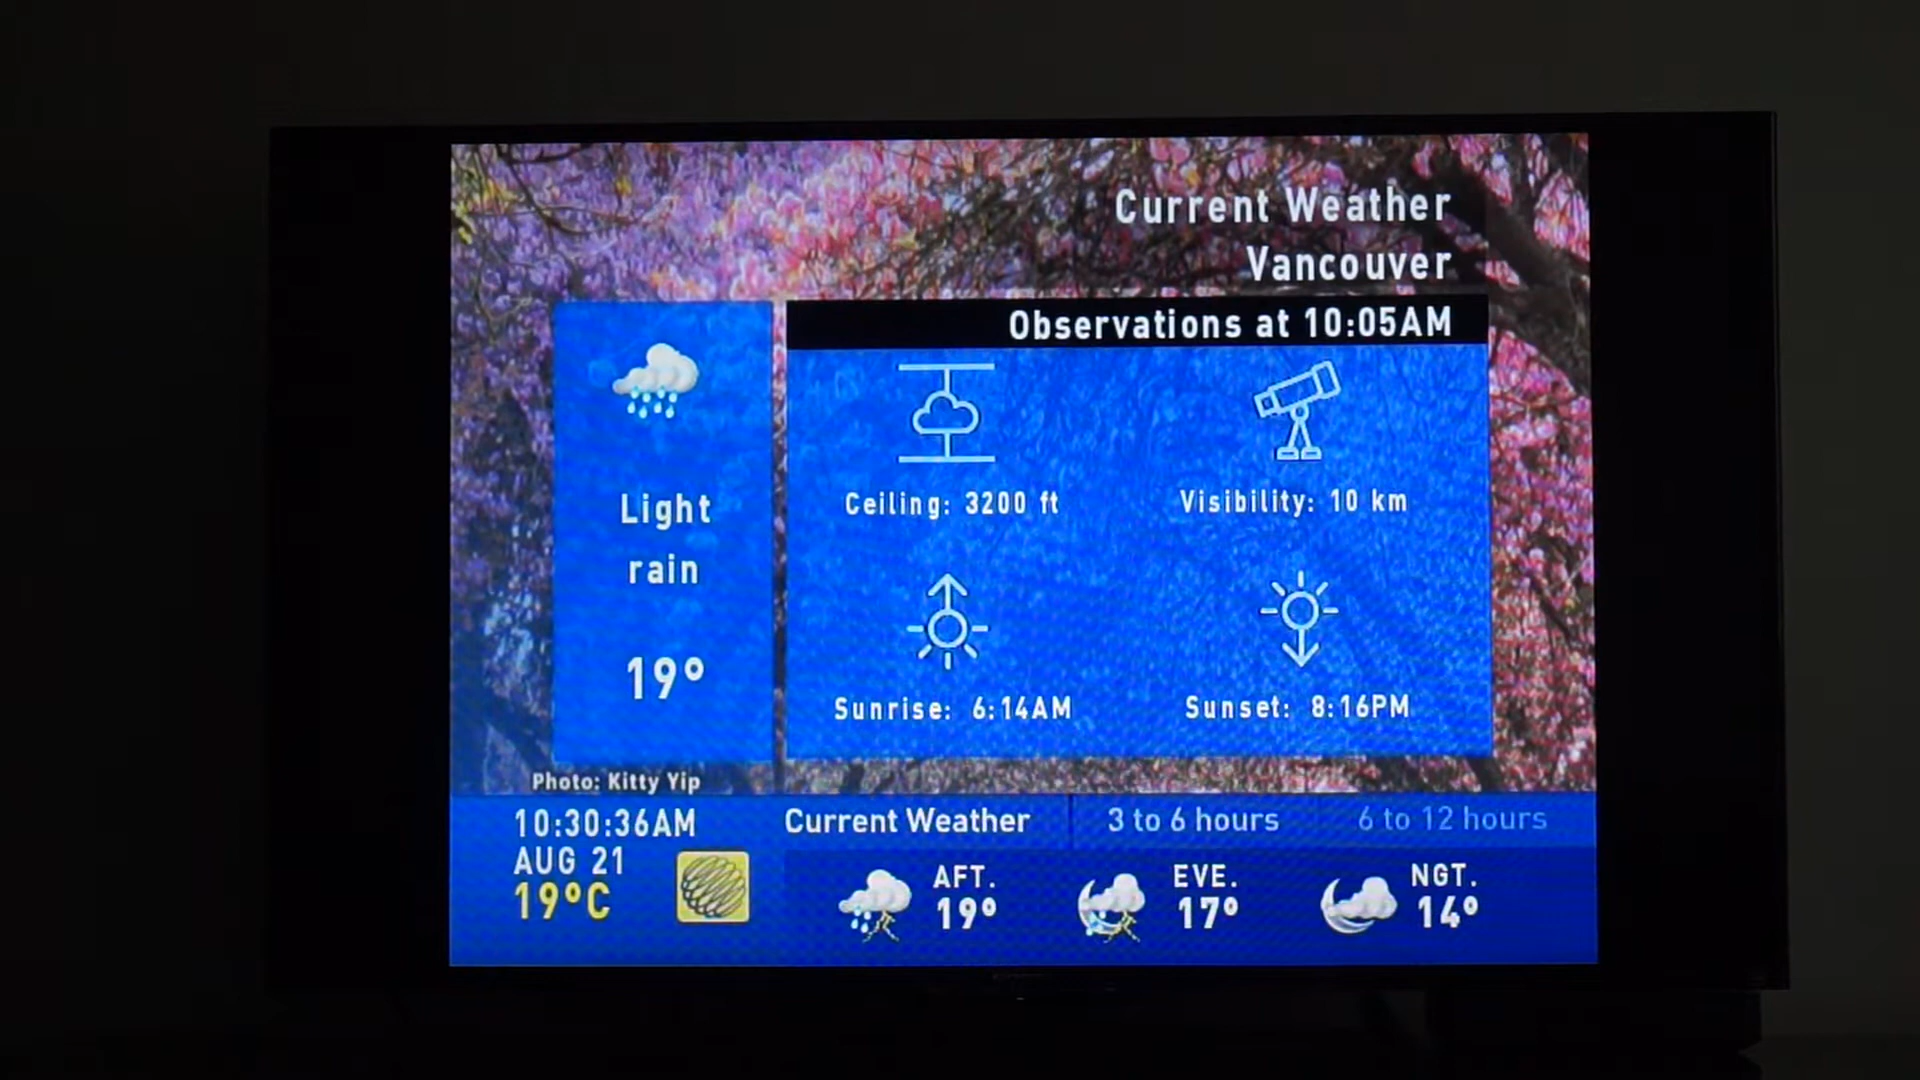 Current Weather
Vancouver
Observations at 10:05AM
Light
rain
19°
Ceiling: 3200 ft
Visibility: 10 km
Sunrise: 6:14AM
Sunset: 8:16PM
Photo: Kitty Yip
10:30:36AM
AUG 21
19°C
Current Weather
3 to 6 hours
6 to 12 hours
AFT.
19°
EVE.
17°
NGT.
14°